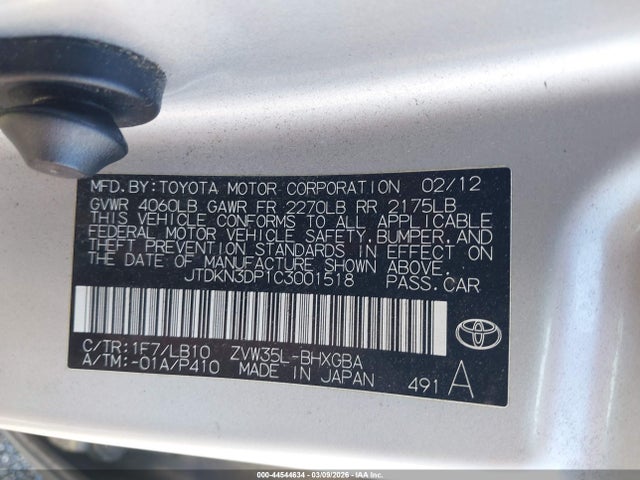 MFD. BY: TOYOTA MOTOR CORPORATION 02/12
GVWR 4060LB GAWR FR 2270LB RR 2175LB
THIS VEHICLE CONFORMS TO ALL APPLICABLE
FEDERAL MOTOR VEHICLE SAFETY, BUMPER, AND
THEFT PREVENTION STANDARDS IN EFFECT ON
THE DATE OF MANUFACTURE SHOWN ABOVE.
JTDKN3DP1C3001518 PASS.CAR
C/TR:1F7/LB10 ZVW35L-BHXGBA
A/TM:-01A/P410 MADE IN JAPAN 491 A
000-44544634 | 03/09/2026 - Copyright IAA, LLC